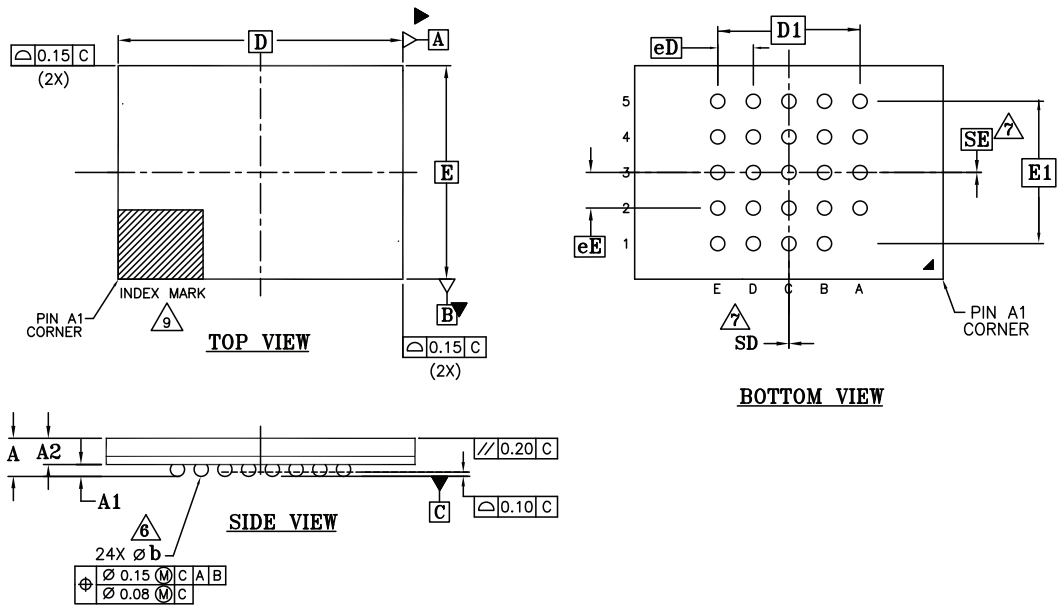 D
A
⌓ 0.15 C
(2X)
E
INDEX MARK
9
PIN A1
CORNER
B
TOP VIEW
⌓ 0.15 C
(2X)
D1
eD
5
4
3
2
1
7
SE
E1
eE
E D C B A
7
SD
PIN A1
CORNER
BOTTOM VIEW
A
A2
A1
// 0.20 C
C
⌓ 0.10 C
SIDE VIEW
6
24X Ø b
⌖ Ø 0.15 Ⓜ C A B
Ø 0.08 Ⓜ C